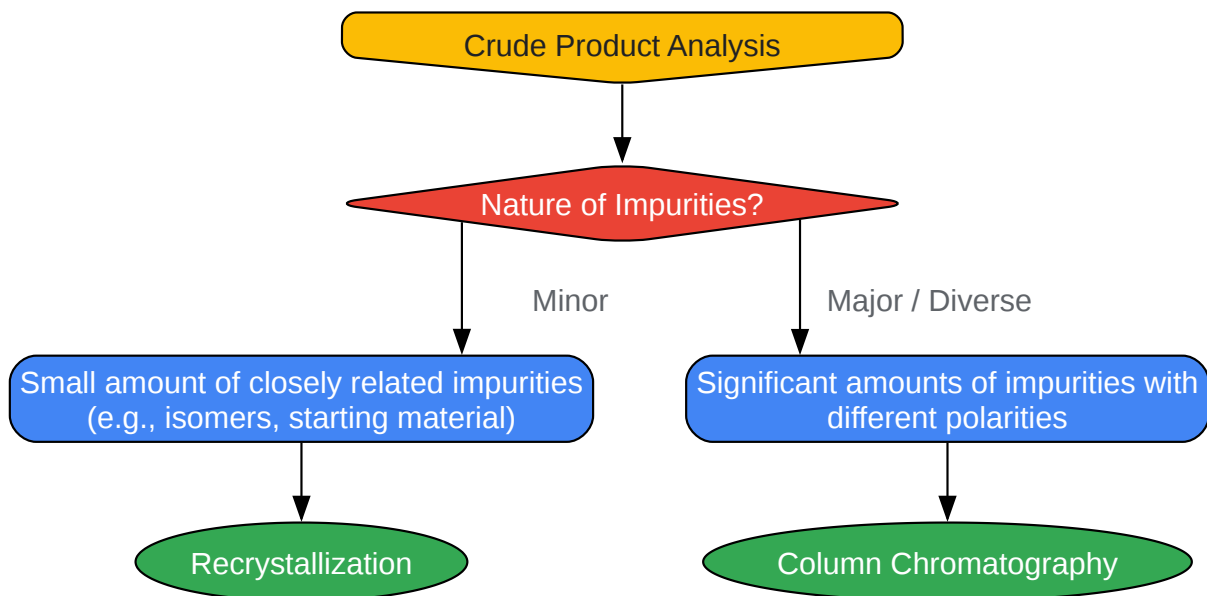 Crude Product Analysis
Nature of Impurities?
Minor
Major / Diverse
Small amount of closely related impurities
(e.g., isomers, starting material)
Significant amounts of impurities with
different polarities
Recrystallization
Column Chromatography